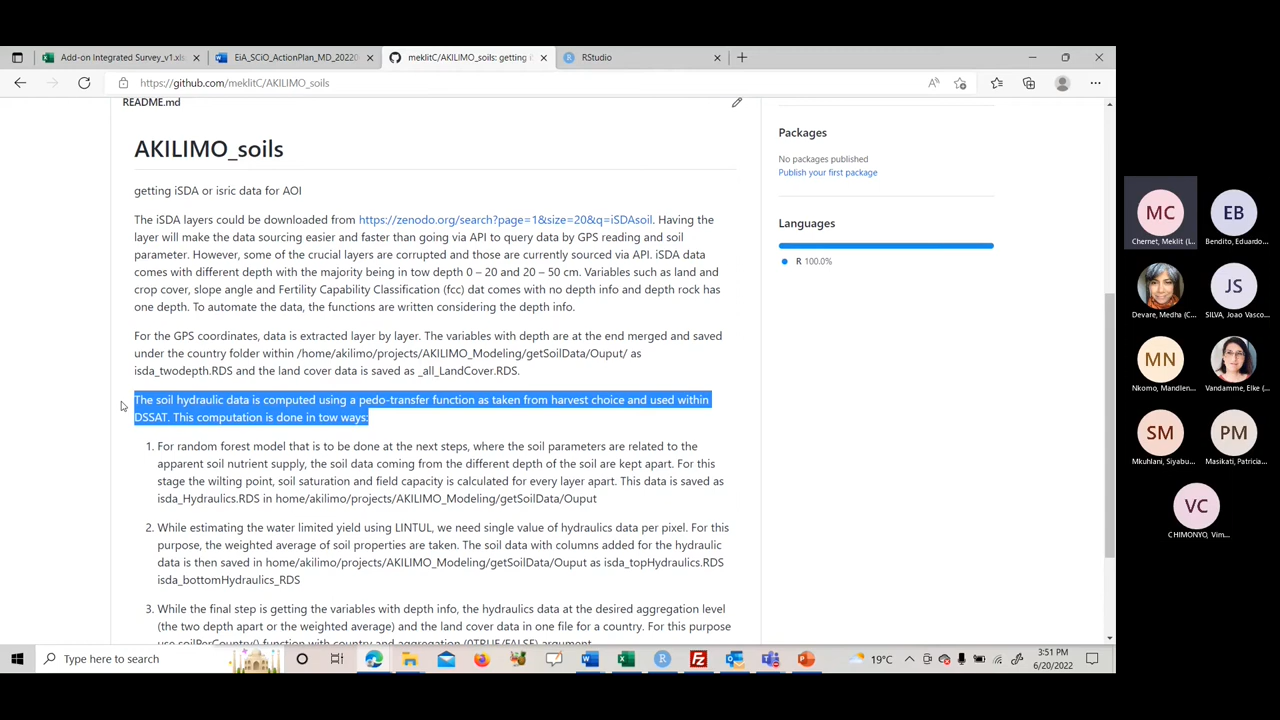 Add-on Integrated Survey_v1.xls
EiA_SCiO_ActionPlan_MD_2022
meklitC/AKILIMO_soils: getting
RStudio
https://github.com/meklitC/AKILIMO_soils
README.md
AKILIMO_soils
getting iSDA or isric data for AOI
The iSDA layers could be downloaded from https://zenodo.org/search?page=1&size=20&q=iSDAsoil. Having the
layer will make the data sourcing easier and faster than going via API to query data by GPS reading and soil
parameter. However, some of the crucial layers are corrupted and those are currently sourced via API. iSDA data
comes with different depth with the majority being in tow depth 0 – 20 and 20 – 50 cm. Variables such as land and
crop cover, slope angle and Fertility Capability Classification (fcc) dat comes with no depth info and depth rock has
one depth. To automate the data, the functions are written considering the depth info.
For the GPS coordinates, data is extracted layer by layer. The variables with depth are at the end merged and saved
under the country folder within /home/akilimo/projects/AKILIMO_Modeling/getSoilData/Ouput/ as
isda_twodepth.RDS and the land cover data is saved as _all_LandCover.RDS.
The soil hydraulic data is computed using a pedo-transfer function as taken from harvest choice and used within
DSSAT. This computation is done in tow ways:
1. For random forest model that is to be done at the next steps, where the soil parameters are related to the
apparent soil nutrient supply, the soil data coming from the different depth of the soil are kept apart. For this
stage the wilting point, soil saturation and field capacity is calculated for every layer apart. This data is saved as
isda_Hydraulics.RDS in home/akilimo/projects/AKILIMO_Modeling/getSoilData/Ouput
2. While estimating the water limited yield using LINTUL, we need single value of hydraulics data per pixel. For this
purpose, the weighted average of soil properties are taken. The soil data with columns added for the hydraulic
data is then saved in home/akilimo/projects/AKILIMO_Modeling/getSoilData/Ouput as isda_topHydraulics.RDS
isda_bottomHydraulics_RDS
3. While the final step is getting the variables with depth info, the hydraulics data at the desired aggregation level
(the two depth apart or the weighted average) and the land cover data in one file for a country. For this purpose
use soilPerCountry() function with country and aggregation (0TRUE/FALSE) argument
Packages
No packages published
Publish your first package
Languages
R 100.0%
MC
Chernet, Meklit (I...
EB
Bendito, Eduardo...
Devare, Medha (C...
JS
SILVA, Joao Vasco...
MN
Nkomo, Mandlen...
Vandamme, Elke (...
SM
Mkuhlani, Siyabu...
PM
Masikati, Patricia...
VC
CHIMONYO, Vim...
Type here to search
19°C
3:51 PM
6/20/2022